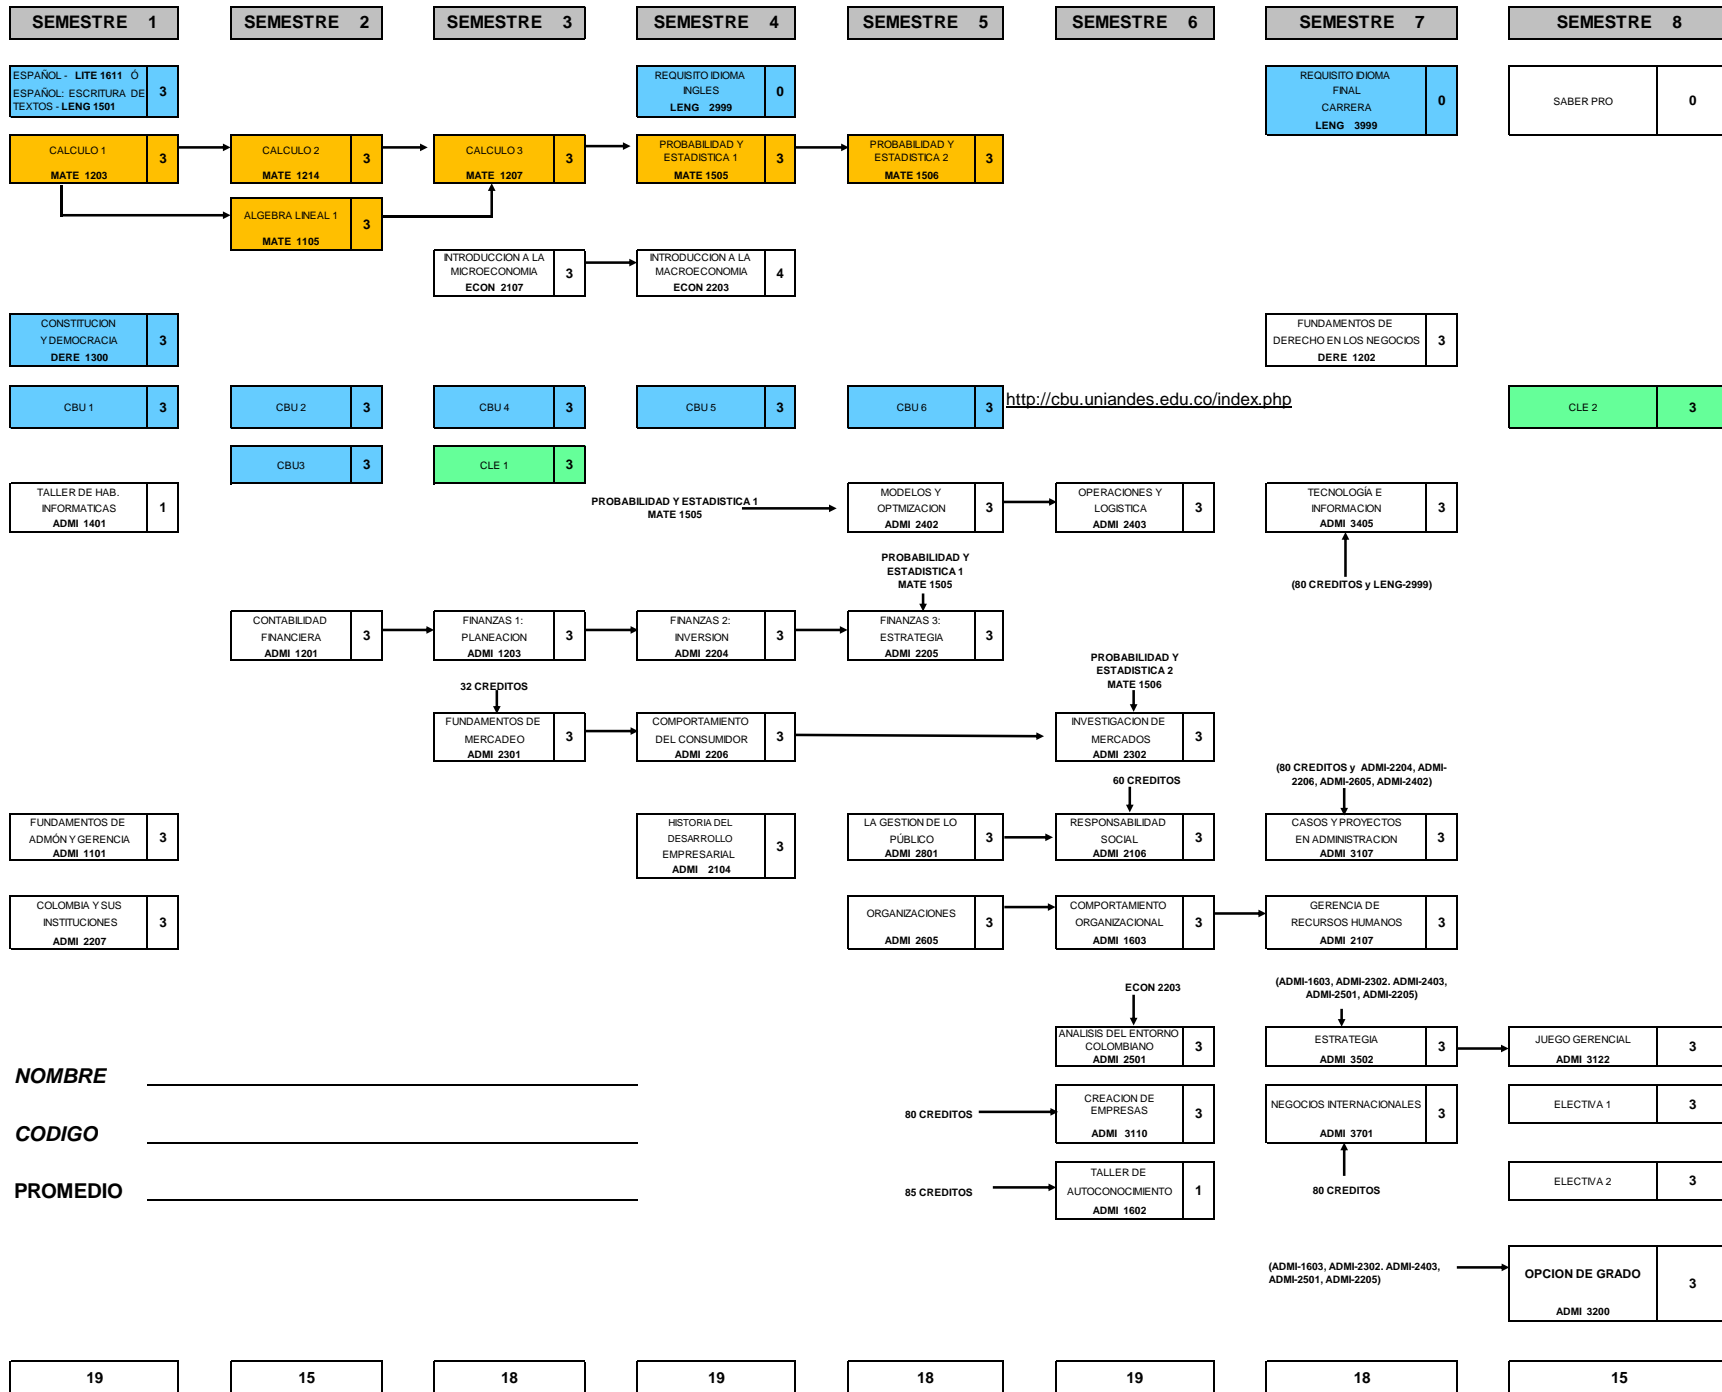 SEMESTRE 1
SEMESTRE 2
SEMESTRE 3
SEMESTRE 4
SEMESTRE 5
SEMESTRE 6
SEMESTRE 7
SEMESTRE 8
ESPAÑOL - LITE 1611 Ó
ESPAÑOL: ESCRITURA DE
TEXTOS - LENG 1501
3
REQUISITO IDIOMA
INGLES
LENG 2999
0
REQUISITO IDIOMA
FINAL
CARRERA
LENG 3999
0
SABER PRO
0
CALCULO 1
MATE 1203
3
CALCULO 2
MATE 1214
3
CALCULO 3
MATE 1207
3
PROBABILIDAD Y
ESTADISTICA 1
MATE 1505
3
PROBABILIDAD Y
ESTADISTICA 2
MATE 1506
3
ALGEBRA LINEAL 1
MATE 1105
3
INTRODUCCION A LA
MICROECONOMIA
ECON 2107
3
INTRODUCCION A LA
MACROECONOMIA
ECON 2203
4
CONSTITUCION
Y DEMOCRACIA
DERE 1300
3
FUNDAMENTOS DE
DERECHO EN LOS NEGOCIOS
DERE 1202
3
CBU 1
3
CBU 2
3
CBU 4
3
CBU 5
3
CBU 6
3
http://cbu.uniandes.edu.co/index.php
CLE 2
3
CBU3
3
CLE 1
3
TALLER DE HAB.
INFORMATICAS
ADMI 1401
1
PROBABILIDAD Y ESTADISTICA 1
MATE 1505
MODELOS Y
OPTMIZACION
ADMI 2402
3
OPERACIONES Y
LOGISTICA
ADMI 2403
3
TECNOLOGÍA E
INFORMACION
ADMI 3405
3
PROBABILIDAD Y
ESTADISTICA 1
MATE 1505
(80 CREDITOS y LENG-2999)
CONTABILIDAD
FINANCIERA
ADMI 1201
3
FINANZAS 1:
PLANEACION
ADMI 1203
3
FINANZAS 2:
INVERSION
ADMI 2204
3
FINANZAS 3:
ESTRATEGIA
ADMI 2205
3
PROBABILIDAD Y
ESTADISTICA 2
MATE 1506
32 CREDITOS
FUNDAMENTOS DE
MERCADEO
ADMI 2301
3
COMPORTAMIENTO
DEL CONSUMIDOR
ADMI 2206
3
INVESTIGACION DE
MERCADOS
ADMI 2302
3
60 CREDITOS
(80 CREDITOS y ADMI-2204, ADMI-
2206, ADMI-2605, ADMI-2402)
FUNDAMENTOS DE
ADMÓN Y GERENCIA
ADMI 1101
3
HISTORIA DEL
DESARROLLO
EMPRESARIAL
ADMI 2104
3
LA GESTION DE LO
PÚBLICO
ADMI 2801
3
RESPONSABILIDAD
SOCIAL
ADMI 2106
3
CASOS Y PROYECTOS
EN ADMINISTRACION
ADMI 3107
3
COLOMBIA Y SUS
INSTITUCIONES
ADMI 2207
3
ORGANIZACIONES
ADMI 2605
3
COMPORTAMIENTO
ORGANIZACIONAL
ADMI 1603
3
GERENCIA DE
RECURSOS HUMANOS
ADMI 2107
3
ECON 2203
(ADMI-1603, ADMI-2302. ADMI-2403,
ADMI-2501, ADMI-2205)
ANALISIS DEL ENTORNO
COLOMBIANO
ADMI 2501
3
ESTRATEGIA
ADMI 3502
3
JUEGO GERENCIAL
ADMI 3122
3
NOMBRE
80 CREDITOS
CREACION DE
EMPRESAS
ADMI 3110
3
NEGOCIOS INTERNACIONALES
ADMI 3701
3
ELECTIVA 1
3
CODIGO
85 CREDITOS
TALLER DE
AUTOCONOCIMIENTO
ADMI 1602
1
80 CREDITOS
ELECTIVA 2
3
PROMEDIO
(ADMI-1603, ADMI-2302. ADMI-2403,
ADMI-2501, ADMI-2205)
OPCION DE GRADO
ADMI 3200
3
19
15
18
19
18
19
18
15